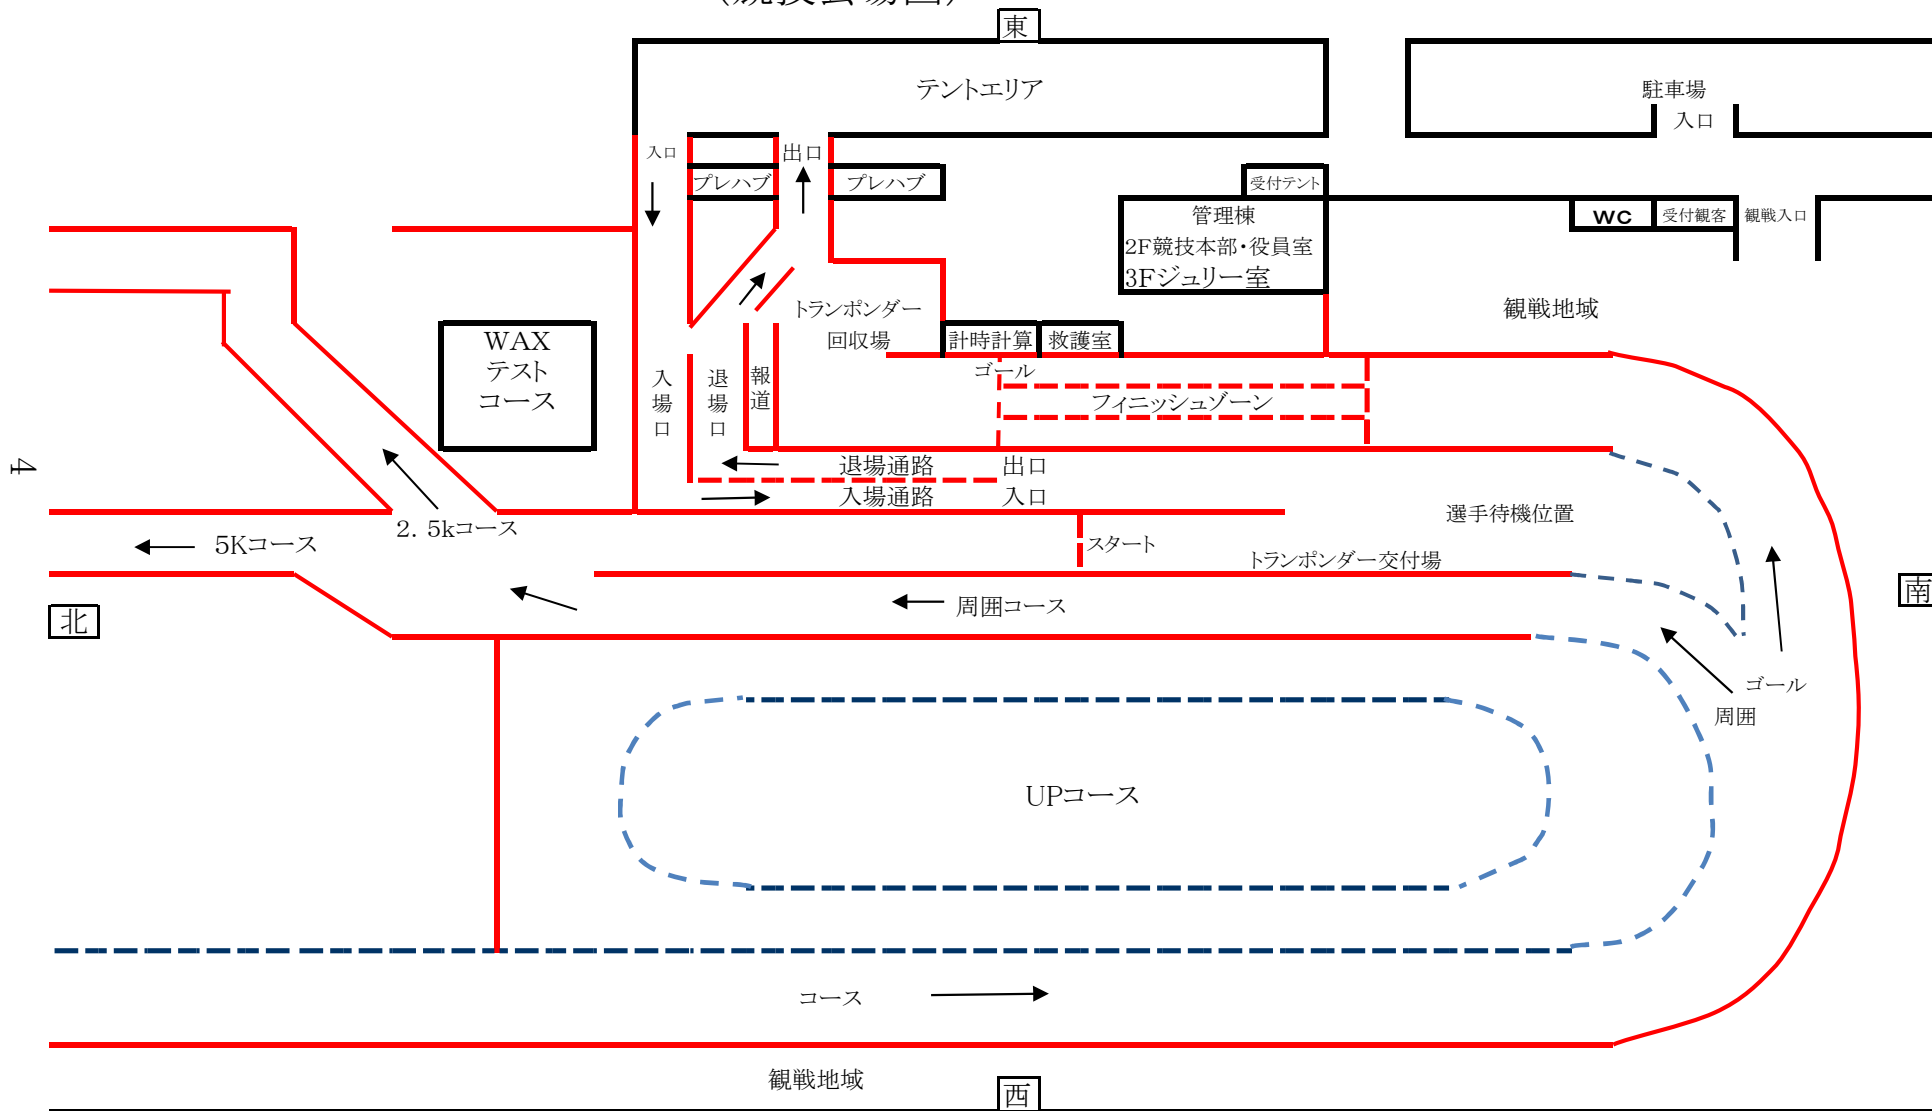 (競技会場図)
東
テントエリア
駐車場
入口
入口
出口
プレハブ
プレハブ
受付テント
管理棟
2F競技本部・役員室
3Fジュリー室
WC
受付観客
観戦入口
トランポンダー
回収場
計時計算
救護室
観戦地域
WAX
テスト
コース
入場口
退場口
報道
ゴール
フィニッシュゾーン
退場通路
出口
入場通路
入口
4
選手待機位置
2. 5kコース
5Kコース
スタート
トランポンダー交付場
周囲コース
北
南
ゴール
周囲
UPコース
コース
観戦地域
西